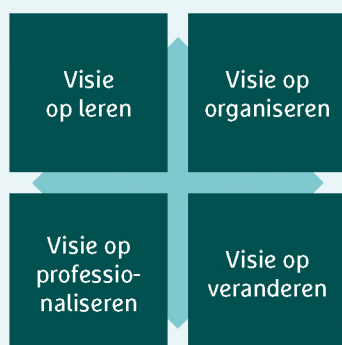 Visie
op leren
Visie op
organiseren
Visie op
professio-
naliseren
Visie op
veranderen